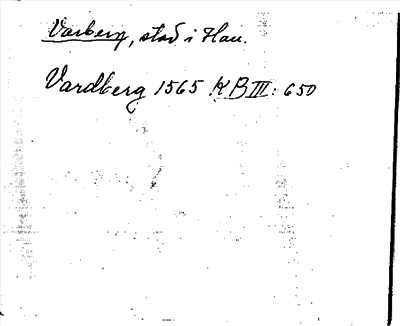 Varberg, stad i Hall.
Vardberg 1565 KB III: 650